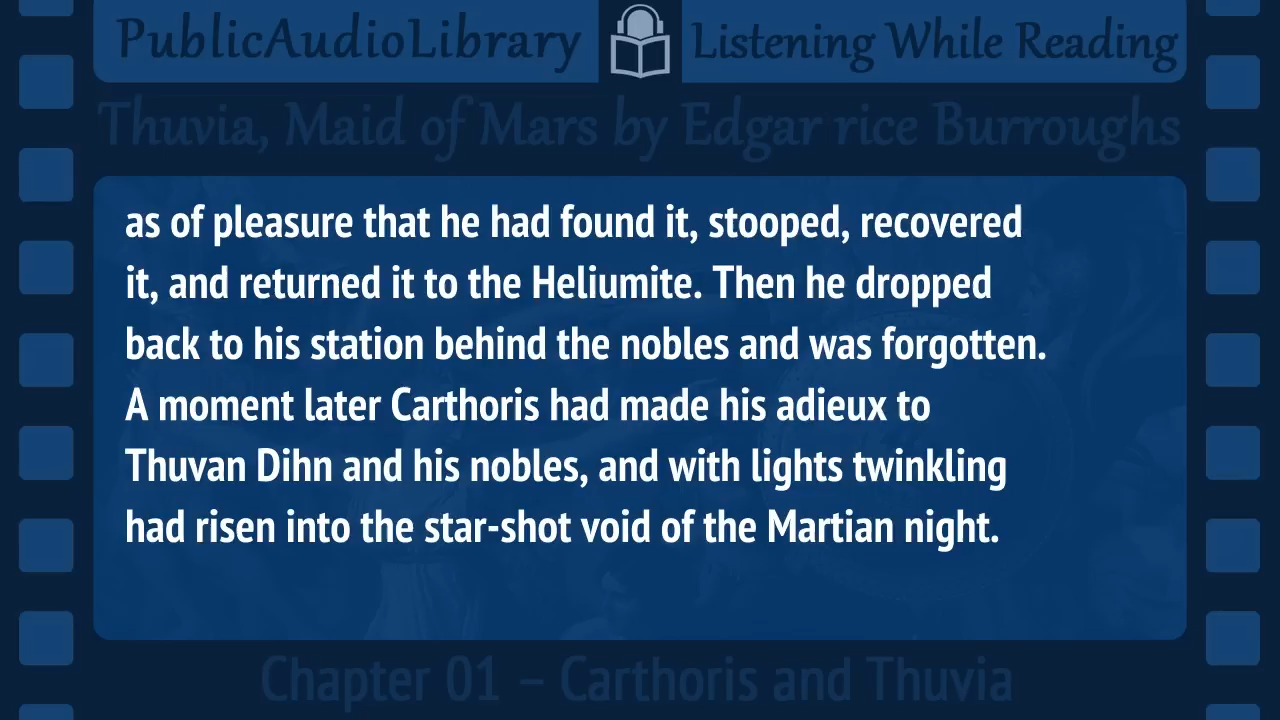 PublicAudioLibrary Listening While Reading
Thuvia, Maid of Mars by Edgar rice Burroughs
as of pleasure that he had found it, stooped, recovered
it, and returned it to the Heliumite. Then he dropped
back to his station behind the nobles and was forgotten.
A moment later Carthoris had made his adieux to
Thuvan Dihn and his nobles, and with lights twinkling
had risen into the star-shot void of the Martian night.
Chapter 01 – Carthoris and Thuvia